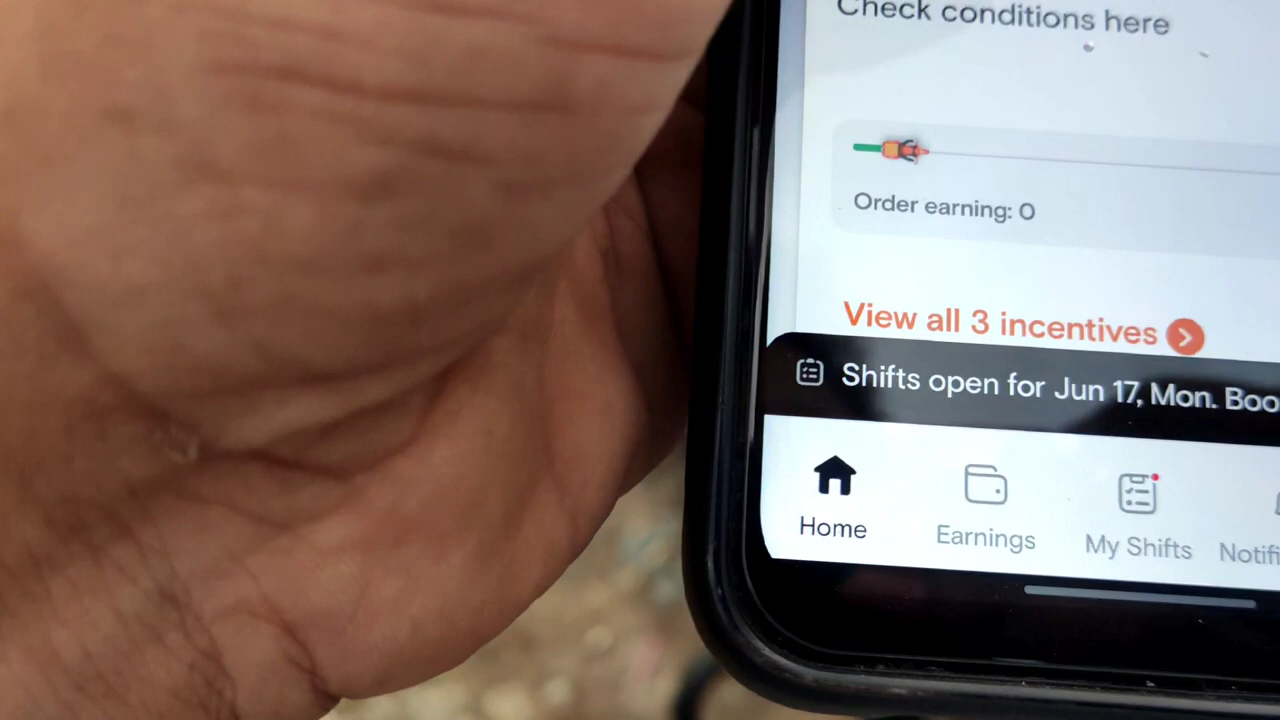 Check conditions here
Order earning: 0
View all 3 incentives
Shifts open for Jun 17, Mon.
Home
Earnings
My Shifts